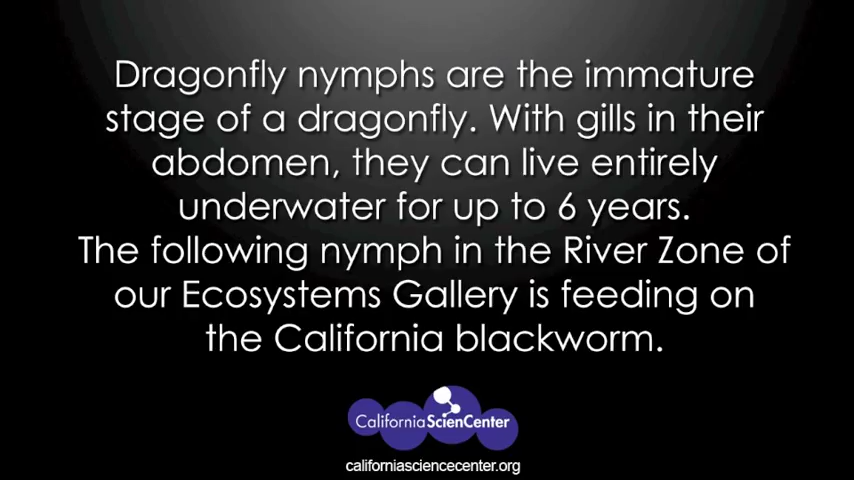 Dragonfly nymphs are the immature
stage of a dragonfly. With gills in their
abdomen, they can live entirely
underwater for up to 6 years.
The following nymph in the River Zone of
our Ecosystems Gallery is feeding on
the California blackworm.
CaliforniaScienCenter
californiasciencecenter.org